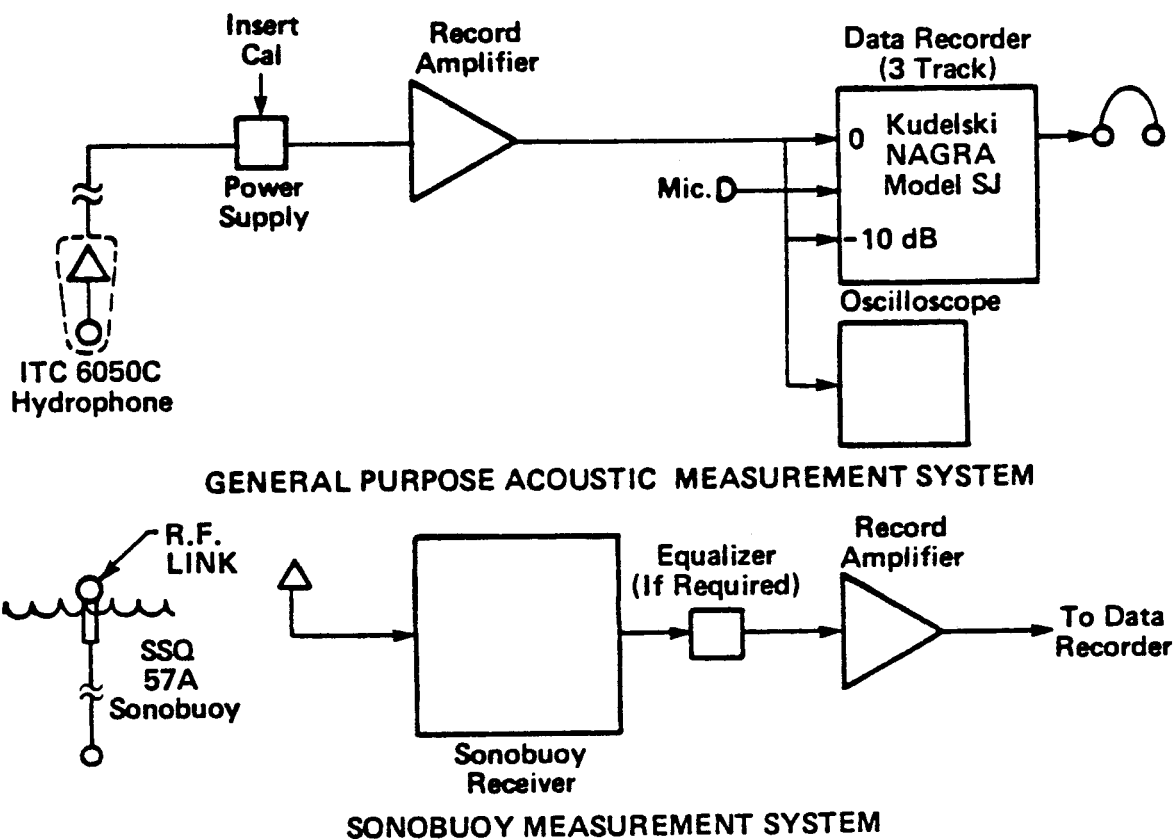 Insert
Cal
Record
Amplifier
Data Recorder
(3 Track)
0
Kudelski
NAGRA
Model SJ
Mic.
-10 dB
Power
Supply
Oscilloscope
ITC 6050C
Hydrophone
GENERAL PURPOSE ACOUSTIC MEASUREMENT SYSTEM
R.F.
LINK
SSQ
57A
Sonobuoy
Sonobuoy
Receiver
Equalizer
(If Required)
Record
Amplifier
To Data
Recorder
SONOBUOY MEASUREMENT SYSTEM